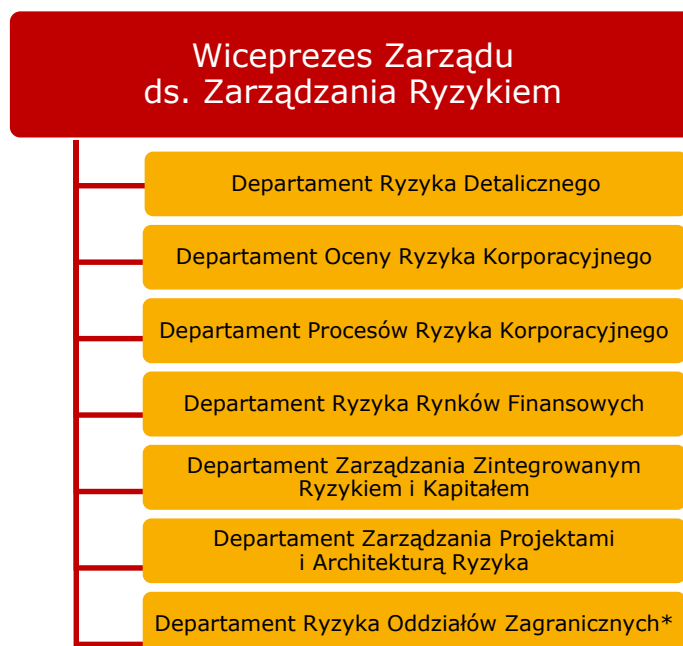 Wiceprezes Zarządu
ds. Zarządzania Ryzykiem
Departament Ryzyka Detalicznego
Departament Oceny Ryzyka Korporacyjnego
Departament Procesów Ryzyka Korporacyjnego
Departament Ryzyka Rynków Finansowych
Departament Zarządzania Zintegrowanym
Ryzykiem i Kapitałem
Departament Zarządzania Projektami
i Architekturą Ryzyka
Departament Ryzyka Oddziałów Zagranicznych*